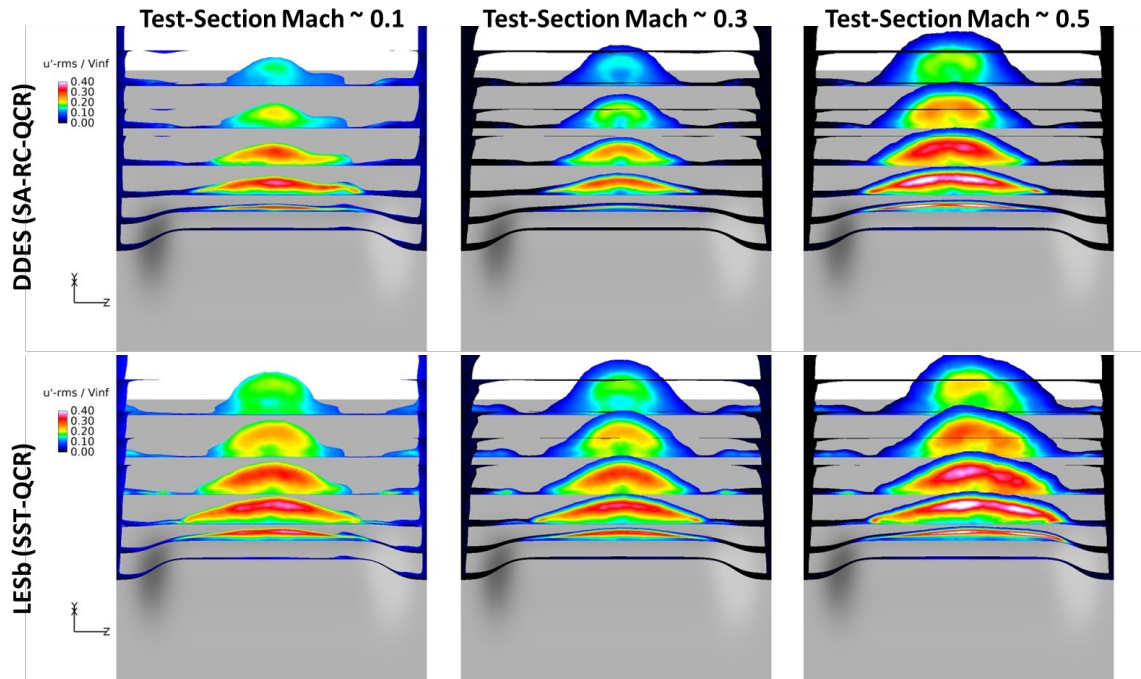 Test-Section Mach ~ 0.1
Test-Section Mach ~ 0.3
Test-Section Mach ~ 0.5
DDES (SA-RC-QCR)
u'-rms / Vinf
0.40
0.30
0.20
0.10
0.00
Y
X
Z
LESb (SST-QCR)
u'-rms / Vinf
0.40
0.30
0.20
0.10
0.00
Y
X
Z